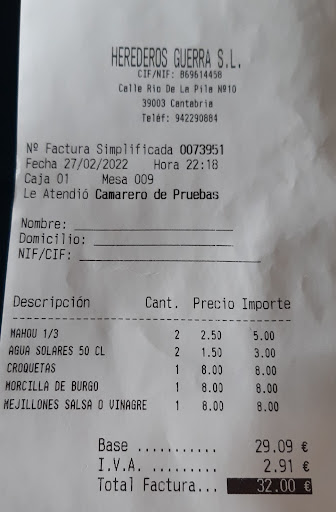 HEREDEROS GUERRA S.L.
CIF/NIF: B69614458
Calle Rio De La Pila Nº10
39003 Cantabria
Teléf: 942290884
Nº Factura Simplificada 0073951
Fecha 27/02/2022 Hora 22:18
Caja 01 Mesa 009
Le Atendió Camarero de Pruebas
Nombre:
Domicilio:
NIF/CIF:
Descripción Cant. Precio Importe
MAHOU 1/3 2 2.50 5.00
AGUA SOLARES 50 CL 2 1.50 3.00
CROQUETAS 1 8.00 8.00
MORCILLA DE BURGO 1 8.00 8.00
MEJILLONES SALSA O VINAGRE 1 8.00 8.00
Base ........... 29.09 €
I.V.A. ......... 2.91 €
Total Factura... 32.00 €